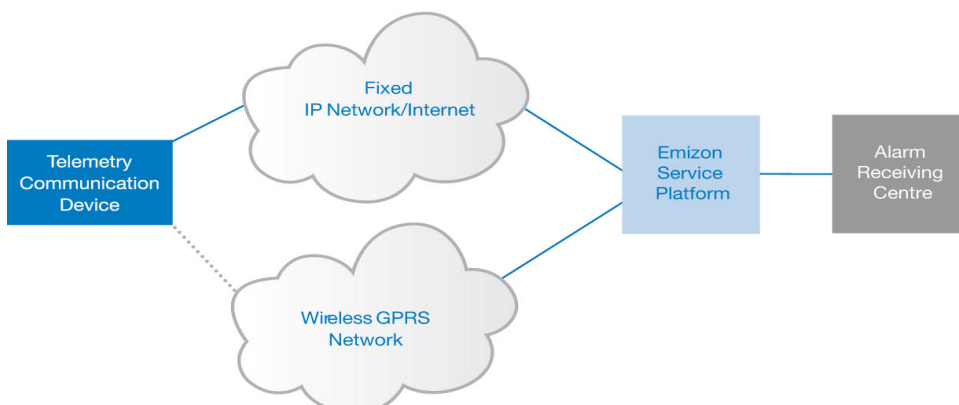 Fixed
IP Network/Internet
Telemetry
Communication
Device
Emizon
Service
Platform
Alarm
Receiving
Centre
Wireless GPRS
Network